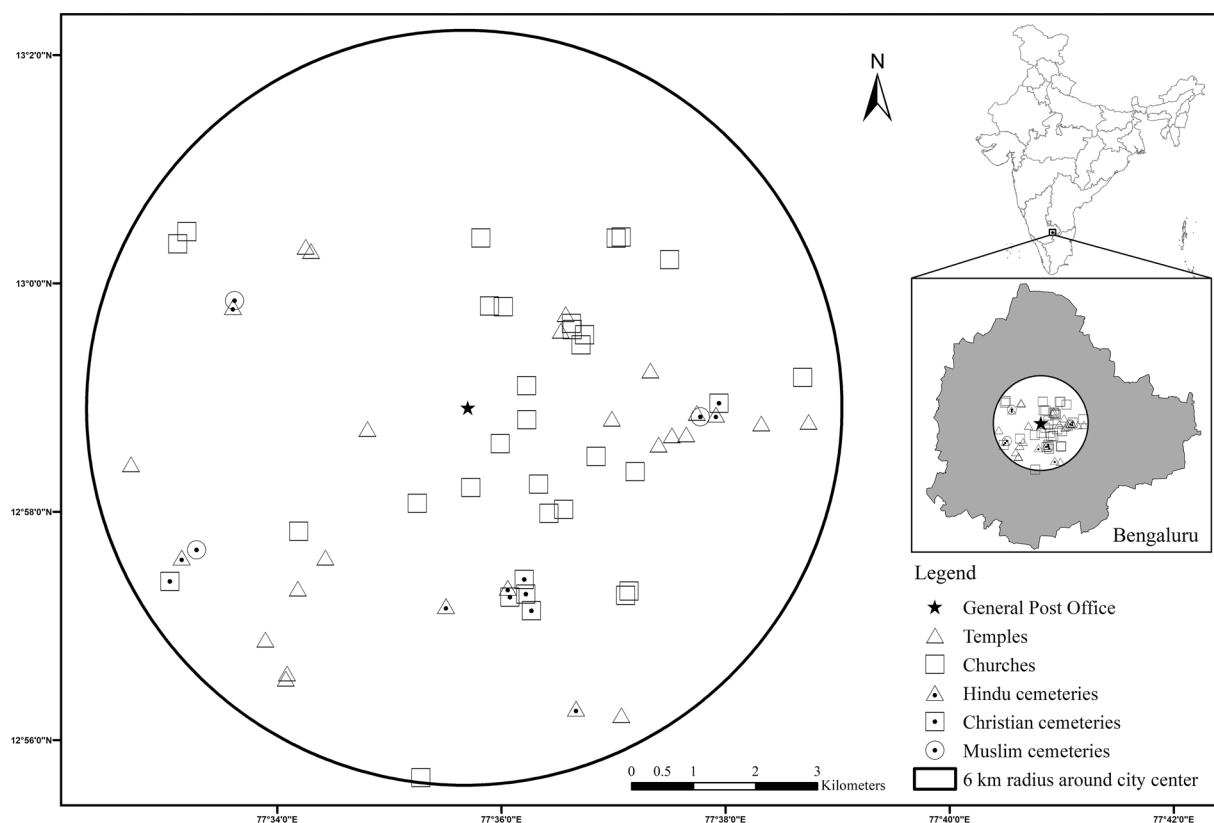 13°2'0"N
N
13°0'0"N
12°58'0"N
12°56'0"N
Bengaluru
Legend
General Post Office
Temples
Churches
Hindu cemeteries
Christian cemeteries
Muslim cemeteries
6 km radius around city center
0 0.5 1 2 3
Kilometers
77°34'0"E 77°36'0"E 77°38'0"E 77°40'0"E 77°42'0"E